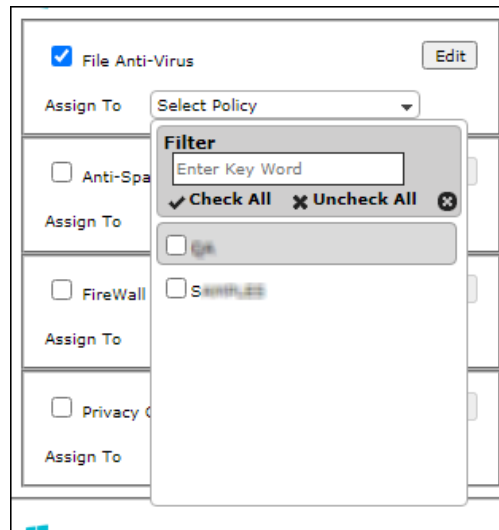 File Anti-Virus
Edit
Assign To
Select Policy
Filter
Enter Key Word
Check All
Uncheck All
Anti-Spa
Assign To
FireWall
Assign To
Privacy
Assign To